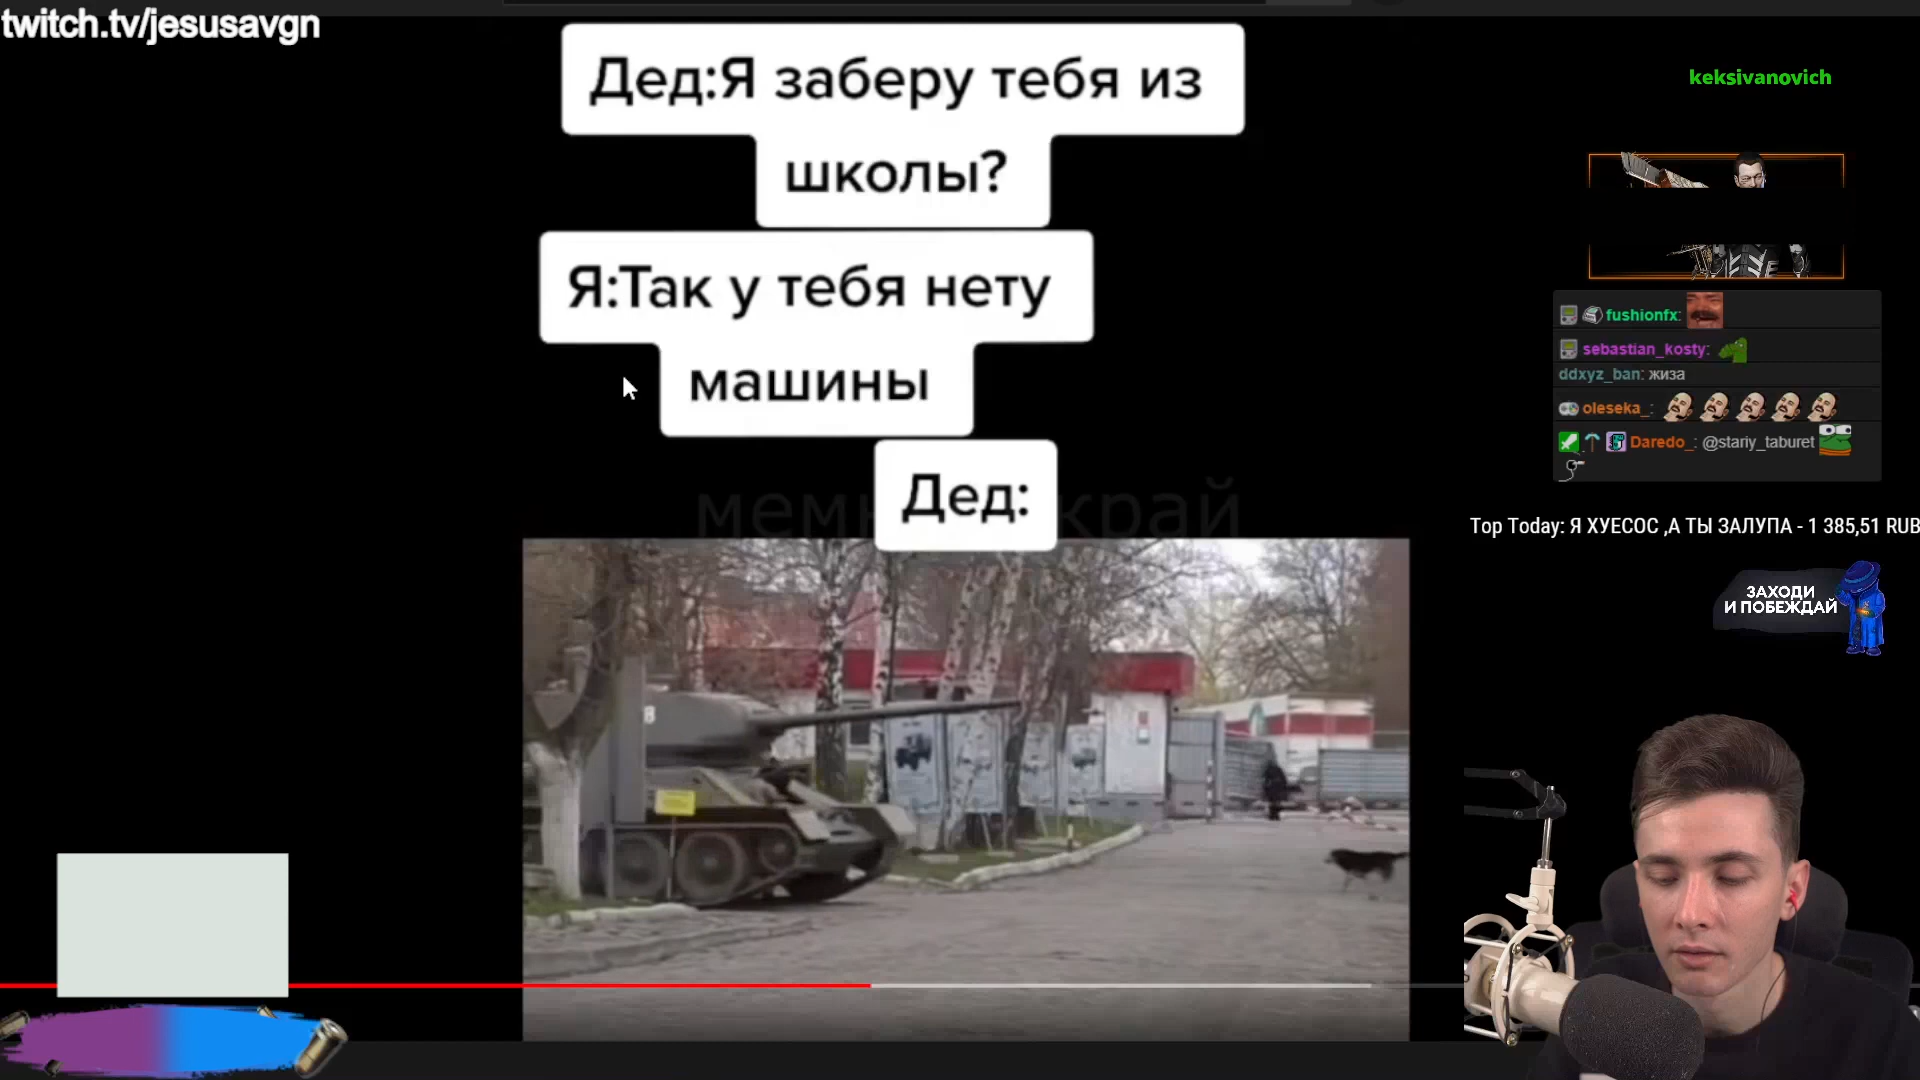 twitch.tv/jesusavgn
Дед:Я заберу тебя из
школы?
Я:Так у тебя нету
машины
Дед:
край
keksivanovich
fushionfx:
sebastian_kosty:
ddxyz_ban: жиза
oleseka_:
Daredo_: @stariy_taburet
Top Today: Я ХУЕСОС ,А ТЫ ЗАЛУПА - 1 385,51 RUB
ЗАХОДИ
И ПОБЕЖДАЙ